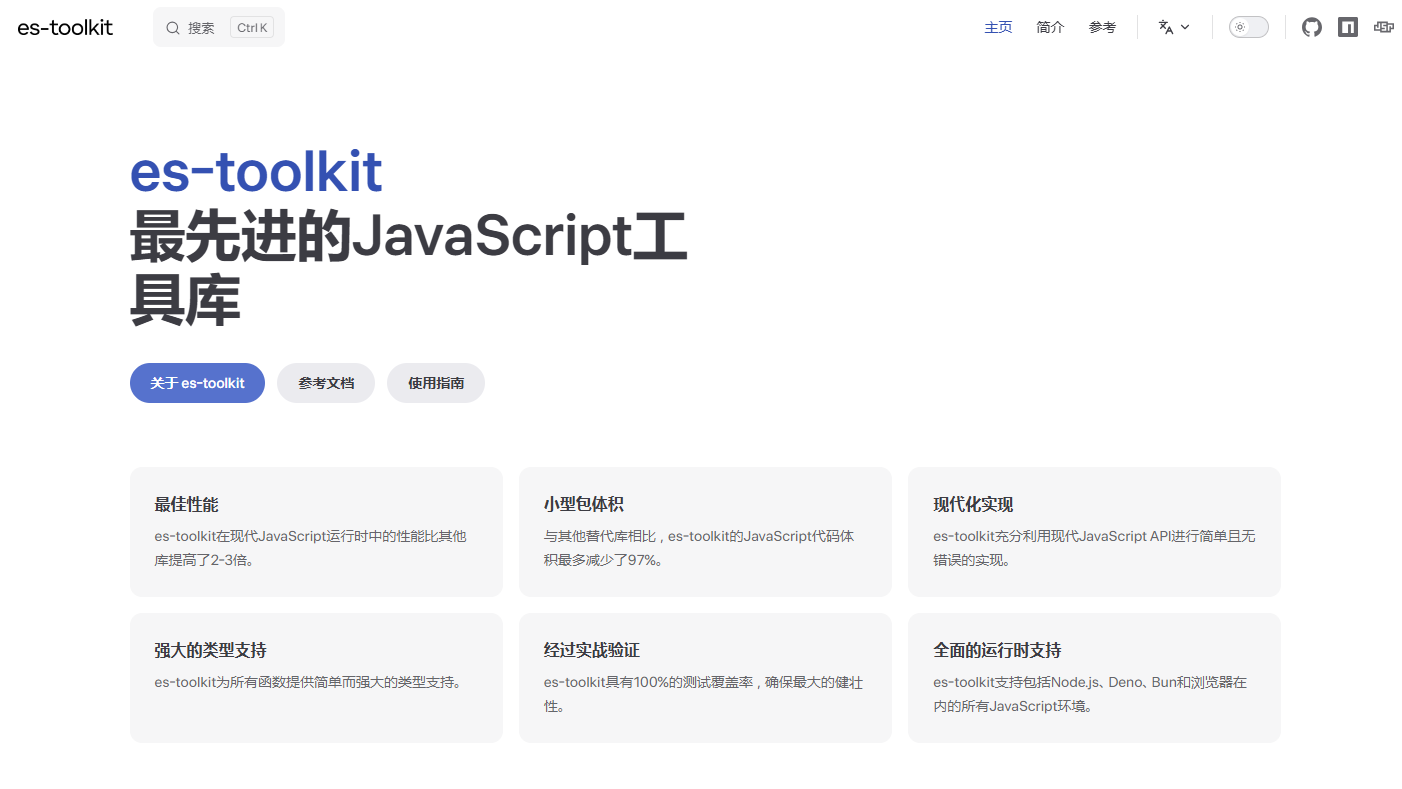 es-toolkit
搜索
Ctrl K
主页
简介
参考
es-toolkit
最先进的JavaScript工
具库
关于 es-toolkit
参考文档
使用指南
最佳性能
es-toolkit在现代JavaScript运行时中的性能比其他
库提高了2-3倍。
小型包体积
与其他替代库相比，es-toolkit的JavaScript代码体
积最多减少了97%。
现代化实现
es-toolkit充分利用现代JavaScript API进行简单且无
错误的实现。
强大的类型支持
es-toolkit为所有函数提供简单而强大的类型支持。
经过实战验证
es-toolkit具有100%的测试覆盖率，确保最大的健壮
性。
全面的运行时支持
es-toolkit支持包括Node.js、Deno、Bun和浏览器在
内的所有JavaScript环境。